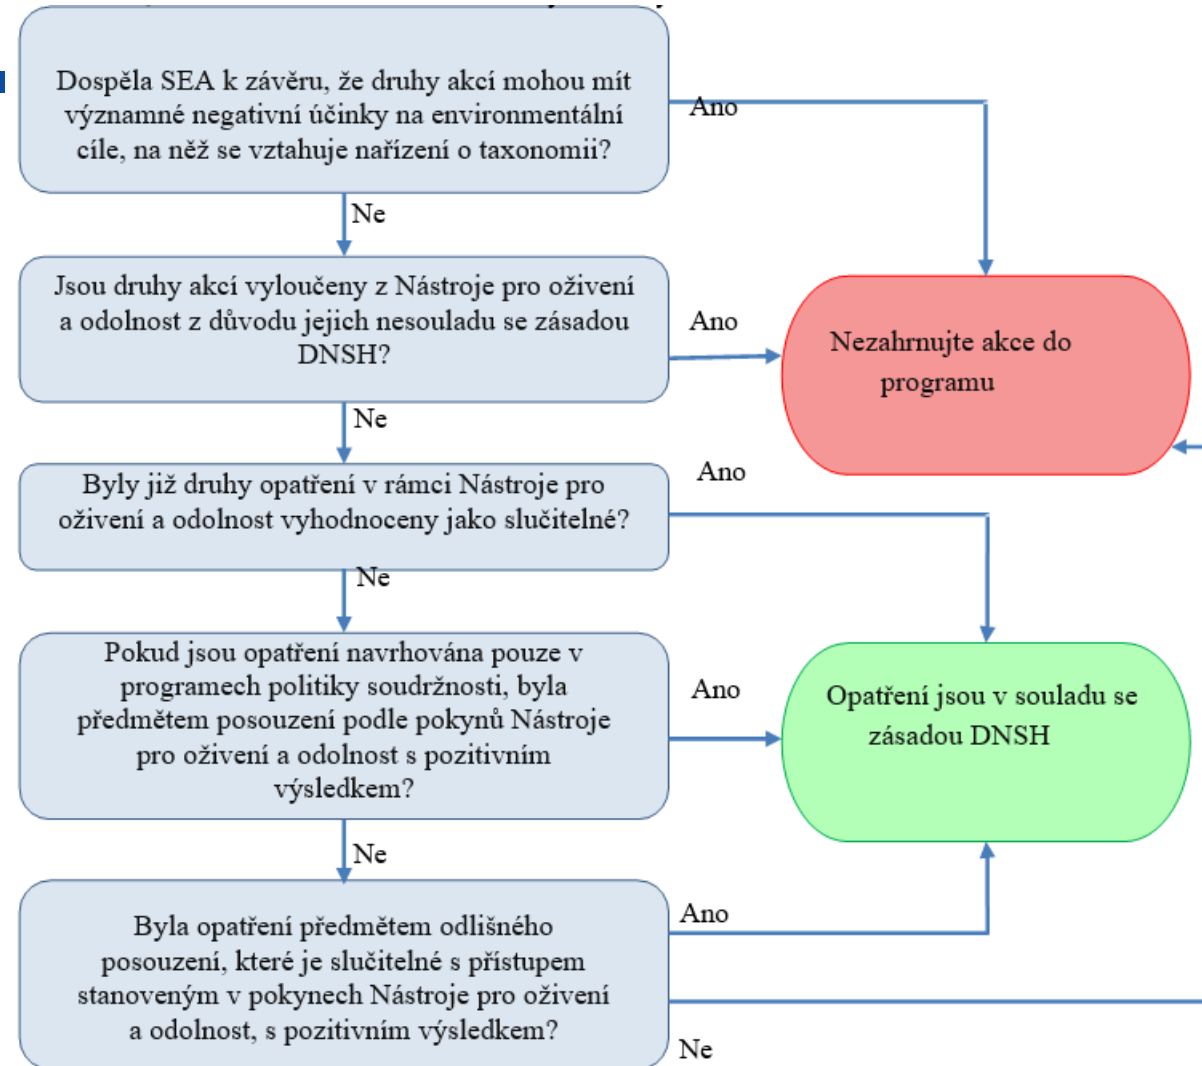 Dospěla SEA k závěru, že druhy akcí mohou mít
významné negativní účinky na environmentální
cíle, na něž se vztahuje nařízení o taxonomii?
Ano
Ne
Jsou druhy akcí vyloučeny z Nástroje pro oživení
a odolnost z důvodu jejich nesouladu se zásadou
DNSH?
Ano
Nezahrnujte akce do
programu
Ne
Byly již druhy opatření v rámci Nástroje pro
oživení a odolnost vyhodnoceny jako slučitelné?
Ano
Ne
Pokud jsou opatření navrhována pouze v
programech politiky soudržnosti, byla
předmětem posouzení podle pokynů Nástroje
pro oživení a odolnost s pozitivním
výsledkem?
Ano
Opatření jsou v souladu se
zásadou DNSH
Ne
Byla opatření předmětem odlišného
posouzení, které je slučitelné s přístupem
stanoveným v pokynech Nástroje pro oživení
a odolnost, s pozitivním výsledkem?
Ano
Ne